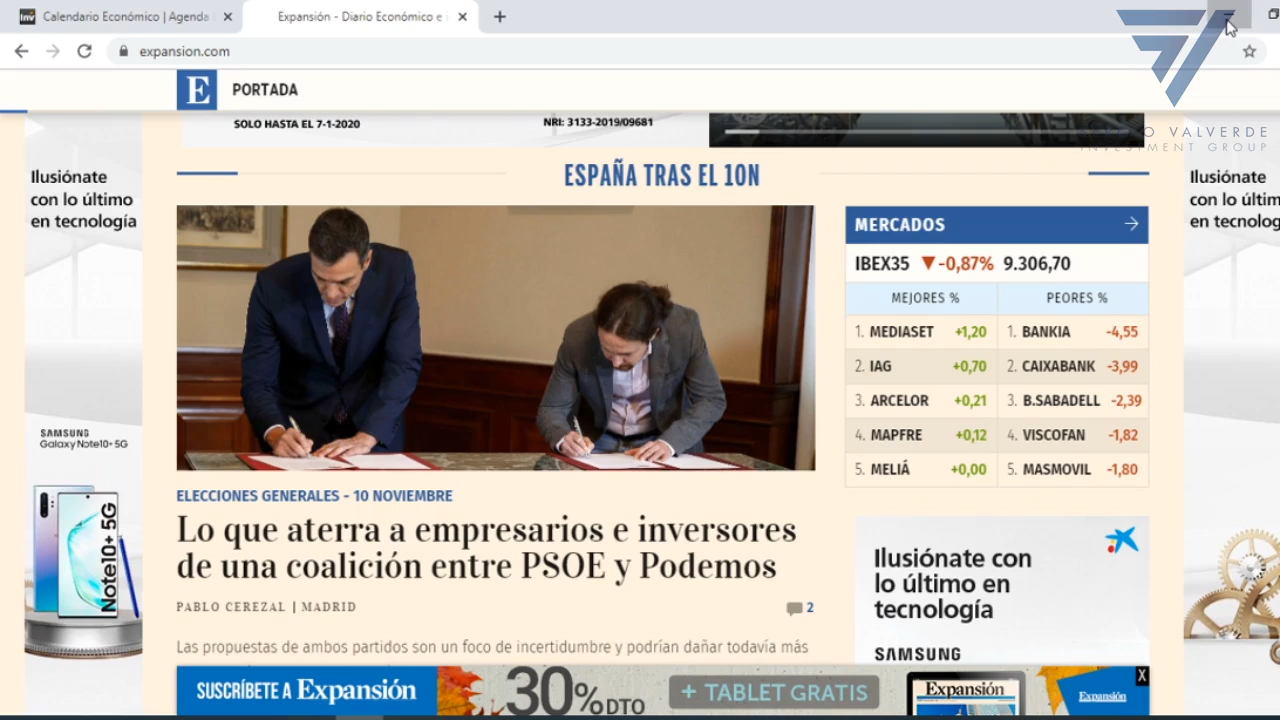 Calendario Económico | Agenda
Expansión - Diario Económico e
expansion.com
E PORTADA
VALVERDE
INVESTMENT GROUP
SOLO HASTA EL 7-1-2020
NRI: 3133-2019/09681
ESPAÑA TRAS EL 10N
Ilusiónate
con lo último
en tecnología
SAMSUNG
Galaxy Note10+ 5G
Note10+ 5G
ELECCIONES GENERALES - 10 NOVIEMBRE
Lo que aterra a empresarios e inversores
de una coalición entre PSOE y Podemos
PABLO CEREZAL | MADRID
2
Las propuestas de ambos partidos son un foco de incertidumbre y podrían dañar todavía más
MERCADOS
IBEX35 ▼-0,87% 9.306,70
MEJORES % PEORES %
1. MEDIASET +1,20 1. BANKIA -4,55
2. IAG +0,70 2. CAIXABANK -3,99
3. ARCELOR +0,21 3. B.SABADELL -2,39
4. MAPFRE +0,12 4. VISCOFAN -1,82
5. MELIÁ +0,00 5. MASMOVIL -1,80
Ilusiónate con
lo último en
tecnología
SAMSUNG
Ilusiónate
con lo últim
en tecnolog
SUSCRÍBETE A Expansión
30% DTO
+ TABLET GRATIS
Expansión
Expansión
X